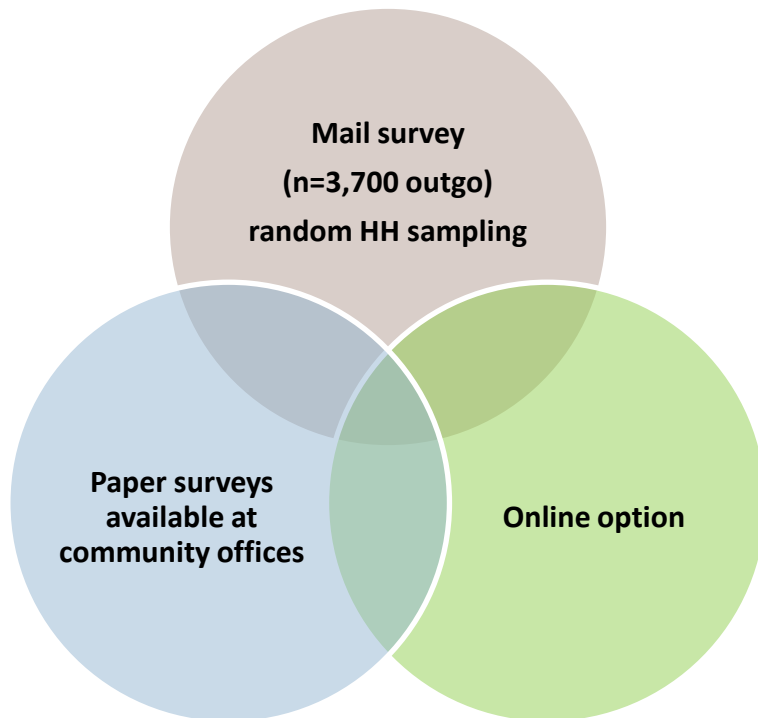 Mail survey
(n=3,700 outgo)
random HH sampling
Paper surveys
available at
community offices
Online option